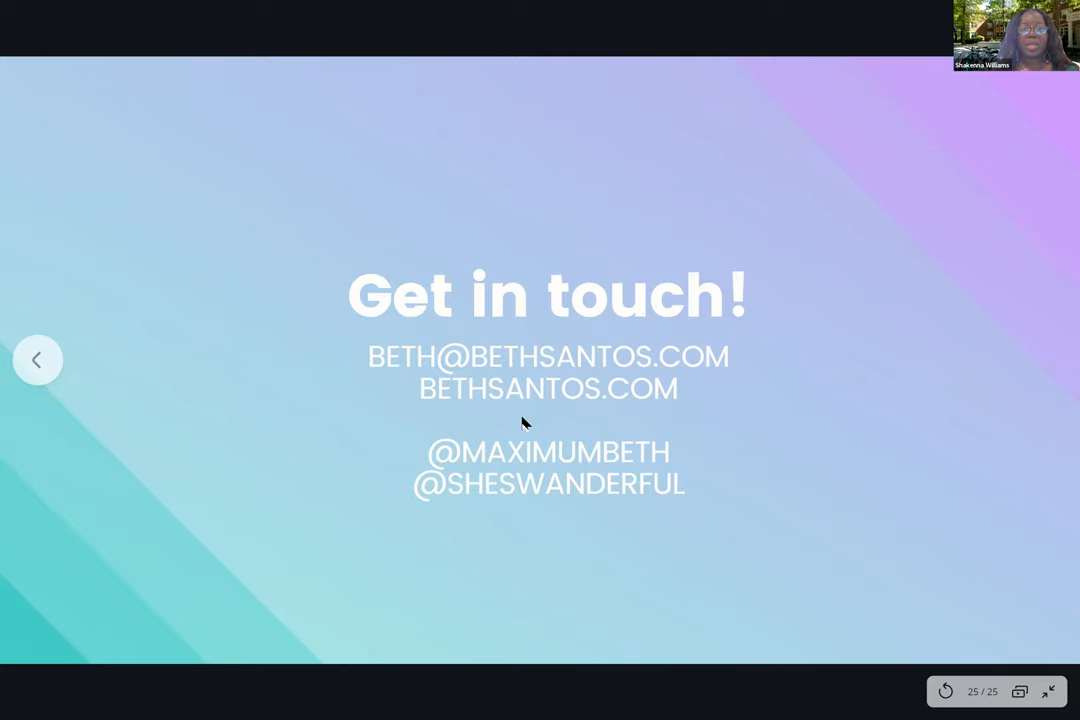 Shakenna Williams
Get in touch!
BETH@BETHSANTOS.COM
BETHSANTOS.COM
@MAXIMUMBETH
@SHESWANDERFUL
25 / 25